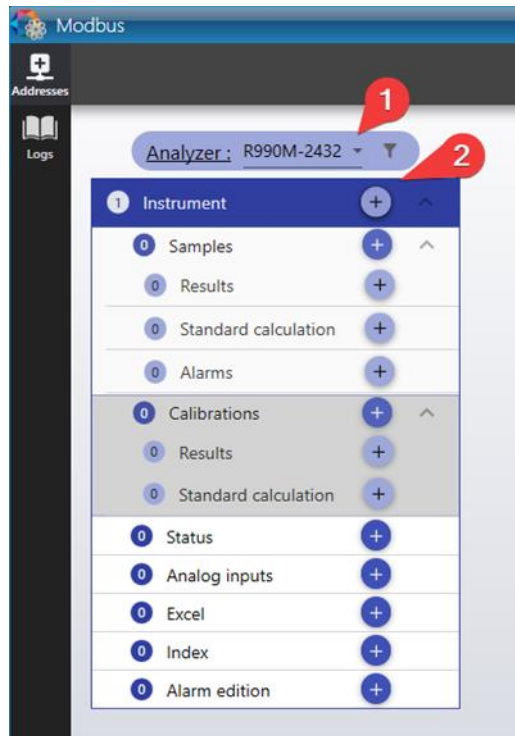 Modbus
Addresses
Logs
1
Analyzer : R990M-2432
2
1 Instrument +
0 Samples +
0 Results +
0 Standard calculation +
0 Alarms +
0 Calibrations +
0 Results +
0 Standard calculation +
0 Status +
0 Analog inputs +
0 Excel +
0 Index +
0 Alarm edition +